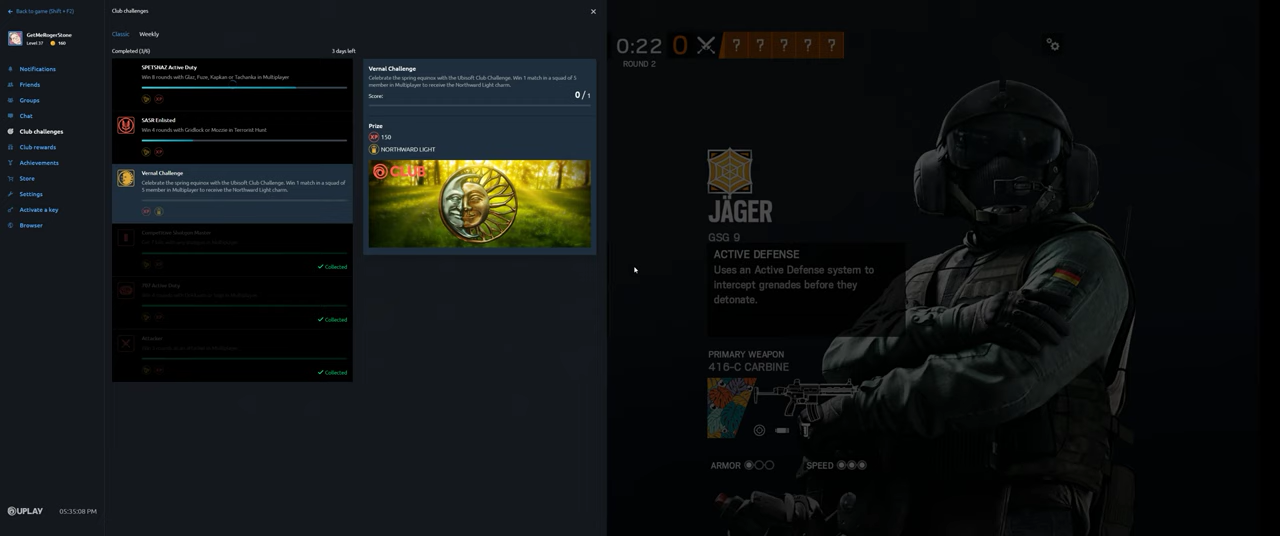 Back to game (Shift + F2)
GetMeRogerStone
Level 37 160
Notifications
Friends
Groups
Chat
Club challenges
Club rewards
Achievements
Store
Settings
Activate a key
Browser
UPLAY 05:35:08 PM
Club challenges
Classic Weekly
Completed (3/6) 3 days left
SPETSNAZ Active Duty
Win 8 rounds with Glaz, Fuze, Kapkan or Tachanka in Multiplayer
XP
SASR Enlisted
Win 4 rounds with Gridlock or Mozzie in Terrorist Hunt
XP
Vernal Challenge
Celebrate the spring equinox with the Ubisoft Club Challenge. Win 1 match in a squad of
5 member in Multiplayer to receive the Northward Light charm.
XP
Collected
Collected
Attacker
Collected
Vernal Challenge
Celebrate the spring equinox with the Ubisoft Club Challenge. Win 1 match in a squad of 5
member in Multiplayer to receive the Northward Light charm.
Score: 0 / 1
Prize
XP 150
NORTHWARD LIGHT
CLUB
0:22 0 ? ? ? ? ?
ROUND 2
JÄGER
GSG 9
ACTIVE DEFENSE
Uses an Active Defense system to
intercept grenades before they
detonate.
PRIMARY WEAPON
416-C CARBINE
ARMOR SPEED